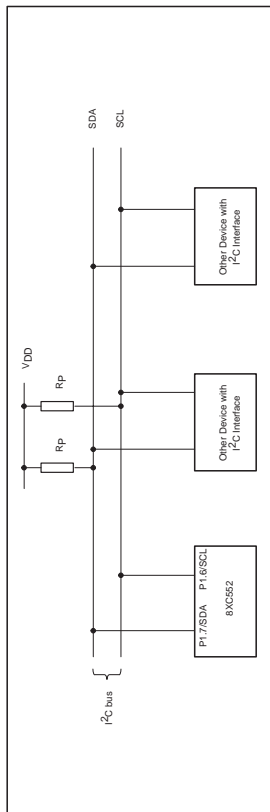 VDD
RP
RP
SDA
SCL
I2C bus
P1.7/SDA
P1.6/SCL
8XC552
Other Device with
I2C Interface
Other Device with
I2C Interface